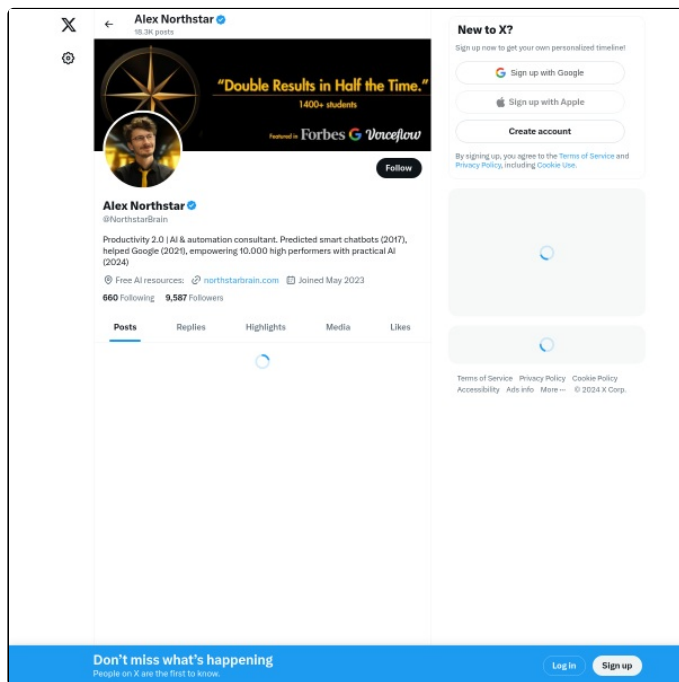 Alex Northstar
18.3K posts
"Double Results in Half the Time."
1400+ students
Featured in Forbes G Voiceflow
Follow
Alex Northstar
@NorthstarBrain
Productivity 2.0 | AI & automation consultant. Predicted smart chatbots (2017),
helped Google (2021), empowering 10.000 high performers with practical AI
(2024)
Free AI resources: northstarbrain.com Joined May 2023
660 Following 9,587 Followers
Posts Replies Highlights Media Likes
New to X?
Sign up now to get your own personalized timeline!
Sign up with Google
Sign up with Apple
Create account
By signing up, you agree to the Terms of Service and
Privacy Policy, including Cookie Use.
Terms of Service Privacy Policy Cookie Policy
Accessibility Ads info More ··· © 2024 X Corp.
Don't miss what's happening
People on X are the first to know.
Log in Sign up